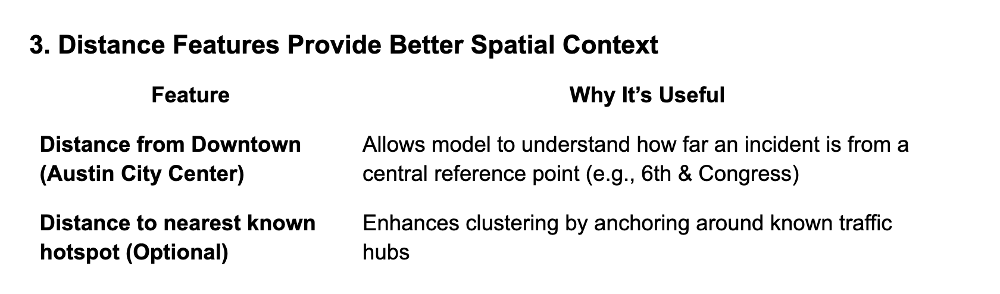 3. Distance Features Provide Better Spatial Context
Feature
Why It’s Useful
Distance from Downtown
(Austin City Center)
Allows model to understand how far an incident is from a
central reference point (e.g., 6th & Congress)
Distance to nearest known
hotspot (Optional)
Enhances clustering by anchoring around known traffic
hubs